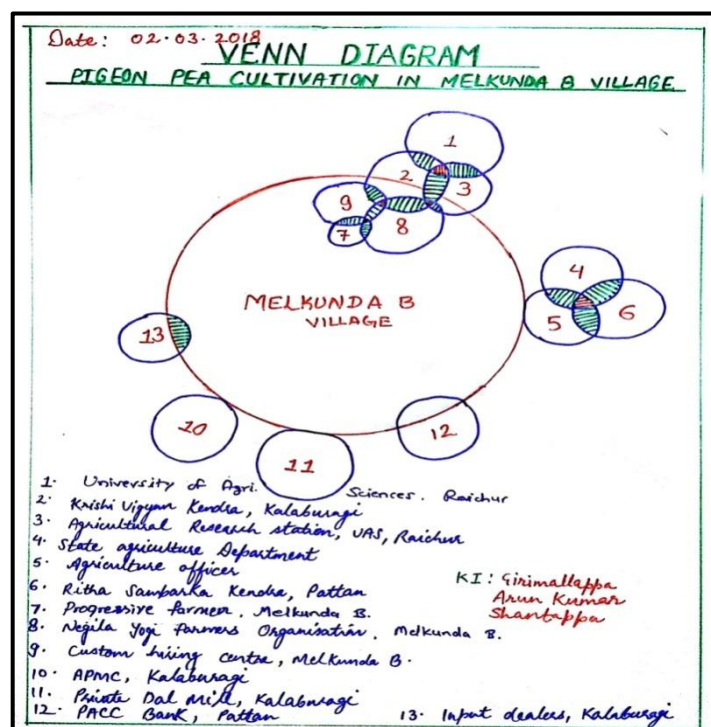 Date: 02.03.2018
VENN DIAGRAM
PIGEON PEA CULTIVATION IN MELKUNDA B VILLAGE
1
2
3
9
8
7
4
5
6
MELKUNDA B
VILLAGE
13
10
11
12
1. University of Agri. Sciences. Raichur
2. Krishi Vigyan Kendra, Kalaburagi
3. Agricultural Research station, UAS, Raichur
4. State agriculture Department
5. Agriculture officer
6. Ritha Sambarka Kendra, Pattan
7. Progressive farmer, Melkunda B.
8. Negila Yogi farmers Organisation, Melkunda B.
9. Custom hiring centra, Melkunda B.
10. APMC, Kalaburagi
11. Private Dal Mill, Kalaburagi
12. PACC Bank, Pattan
13. Input dealers, Kalaburagi
KI: Girimallappa
Arun Kumar
Shantappa